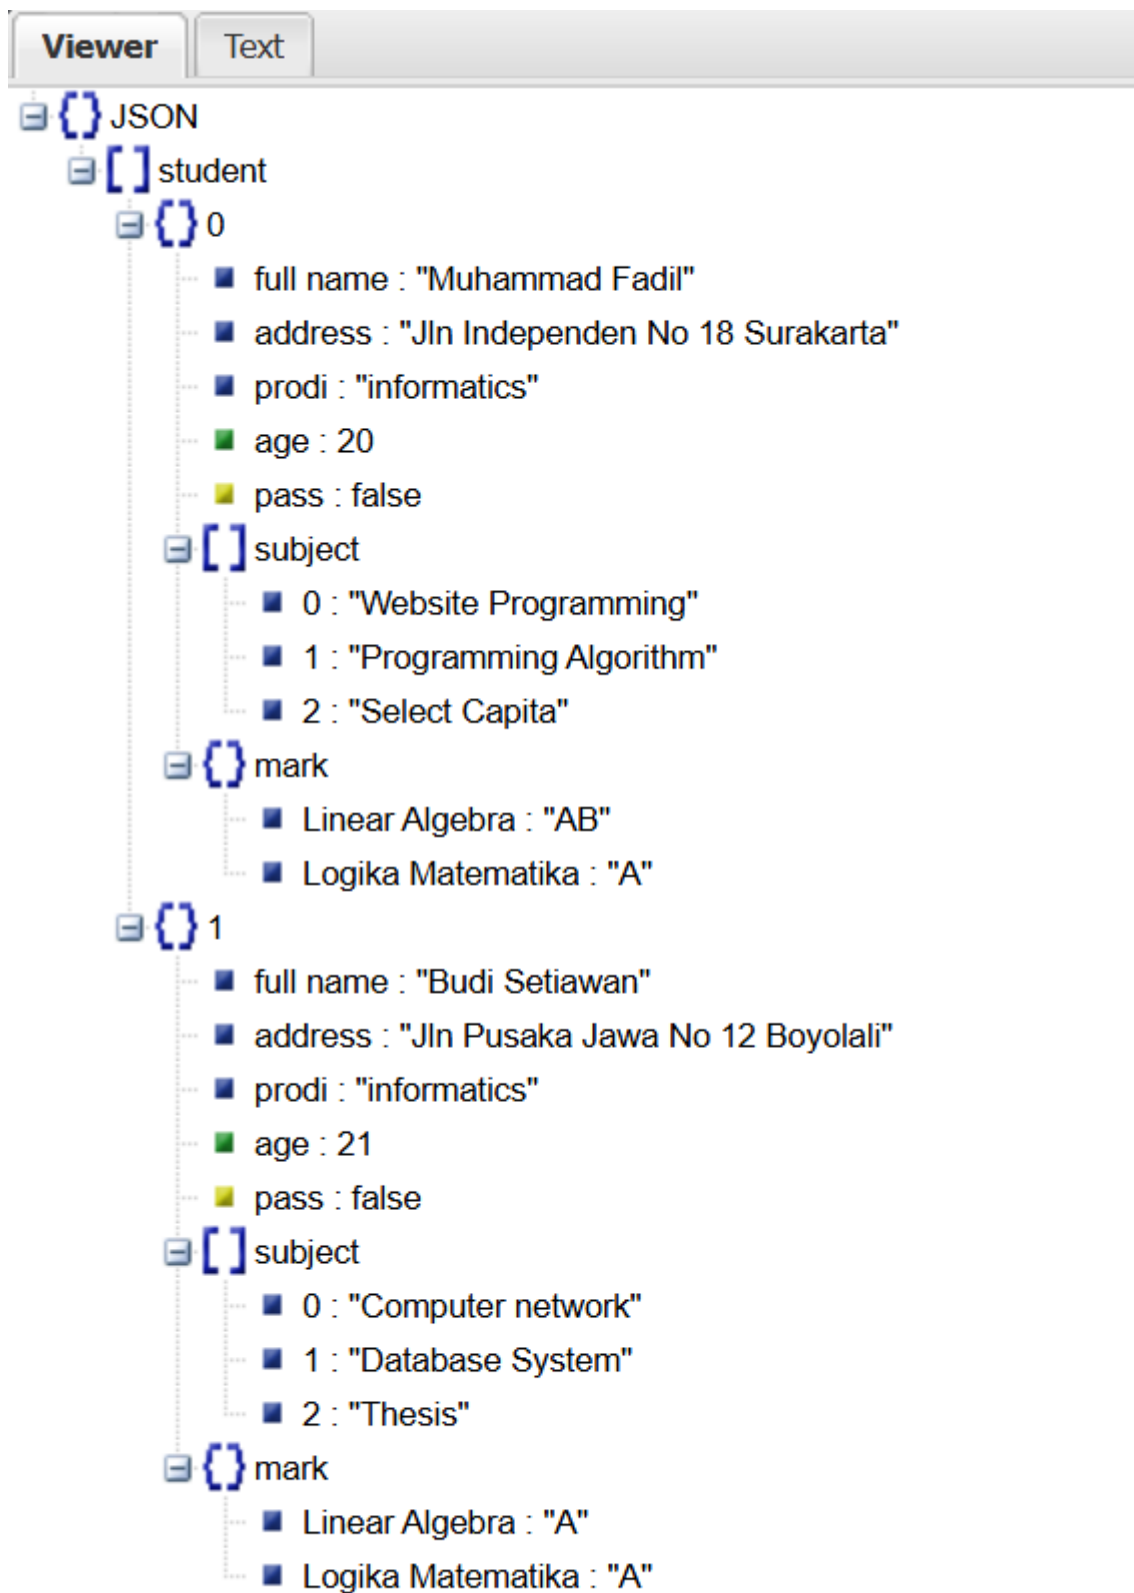 Viewer Text
JSON
student
0
full name : "Muhammad Fadil"
address : "Jln Independen No 18 Surakarta"
prodi : "informatics"
age : 20
pass : false
subject
0 : "Website Programming"
1 : "Programming Algorithm"
2 : "Select Capita"
mark
Linear Algebra : "AB"
Logika Matematika : "A"
1
full name : "Budi Setiawan"
address : "Jln Pusaka Jawa No 12 Boyolali"
prodi : "informatics"
age : 21
pass : false
subject
0 : "Computer network"
1 : "Database System"
2 : "Thesis"
mark
Linear Algebra : "A"
Logika Matematika : "A"